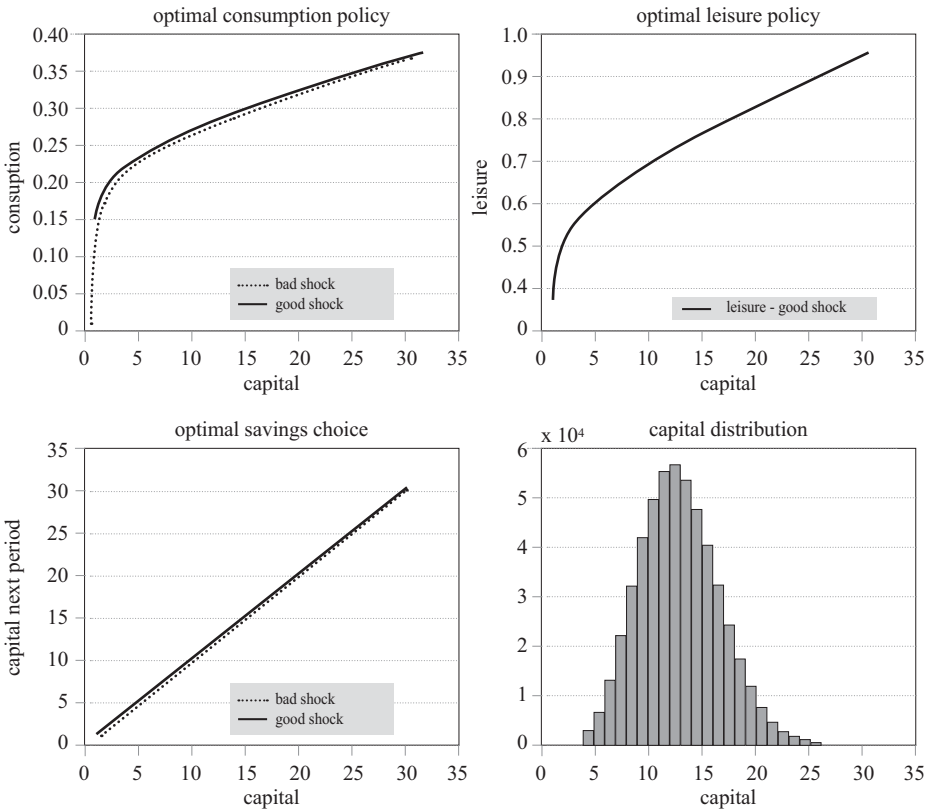 optimal consumption policy
0.40
0.35
0.30
0.25
0.20
0.15
0.10
0.05
0
consuption
bad shock
good shock
0 5 10 15 20 25 30 35
capital
optimal leisure policy
1.0
0.9
0.8
0.7
0.6
0.5
0.4
0
leisure
leisure - good shock
0 5 10 15 20 25 30 35
capital
optimal savings choice
35
30
25
20
15
10
5
0
capital next period
bad shock
good shock
0 5 10 15 20 25 30 35
capital
capital distribution
x 10⁴
6
5
4
3
2
1
0
0 5 10 15 20 25 30 35
capital